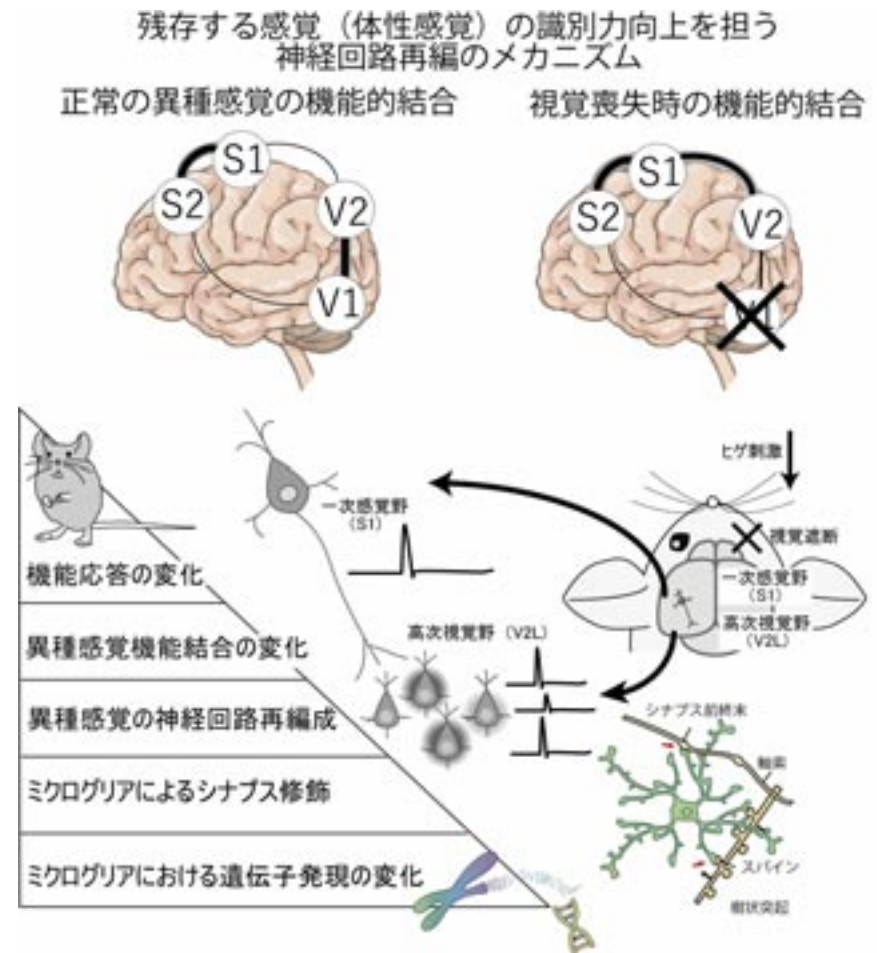 残存する感覚（体性感覚）の識別力向上を担う
神経回路再編のメカニズム
正常の異種感覚の機能的結合
視覚喪失時の機能的結合
S1
S2
V2
V1
S1
S2
V2
ヒゲ刺激
視覚遮断
一次感覚野
(S1)
高次視覚野
(V2L)
一次感覚野
(S1)
高次視覚野 (V2L)
機能応答の変化
異種感覚機能結合の変化
異種感覚の神経回路再編成
ミクログリアによるシナプス修飾
ミクログリアにおける遺伝子発現の変化
シナプス前終末
軸索
スパイン
樹状突起